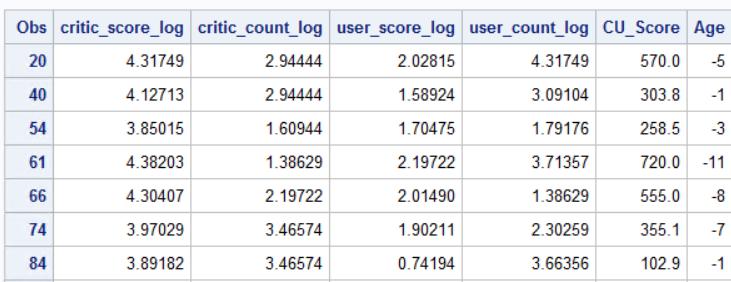 Obs critic_score_log critic_count_log user_score_log user_count_log CU_Score Age
20 4.31749 2.94444 2.02815 4.31749 570.0 -5
40 4.12713 2.94444 1.58924 3.09104 303.8 -1
54 3.85015 1.60944 1.70475 1.79176 258.5 -3
61 4.38203 1.38629 2.19722 3.71357 720.0 -11
66 4.30407 2.19722 2.01490 1.38629 555.0 -8
74 3.97029 3.46574 1.90211 2.30259 355.1 -7
84 3.89182 3.46574 0.74194 3.66356 102.9 -1